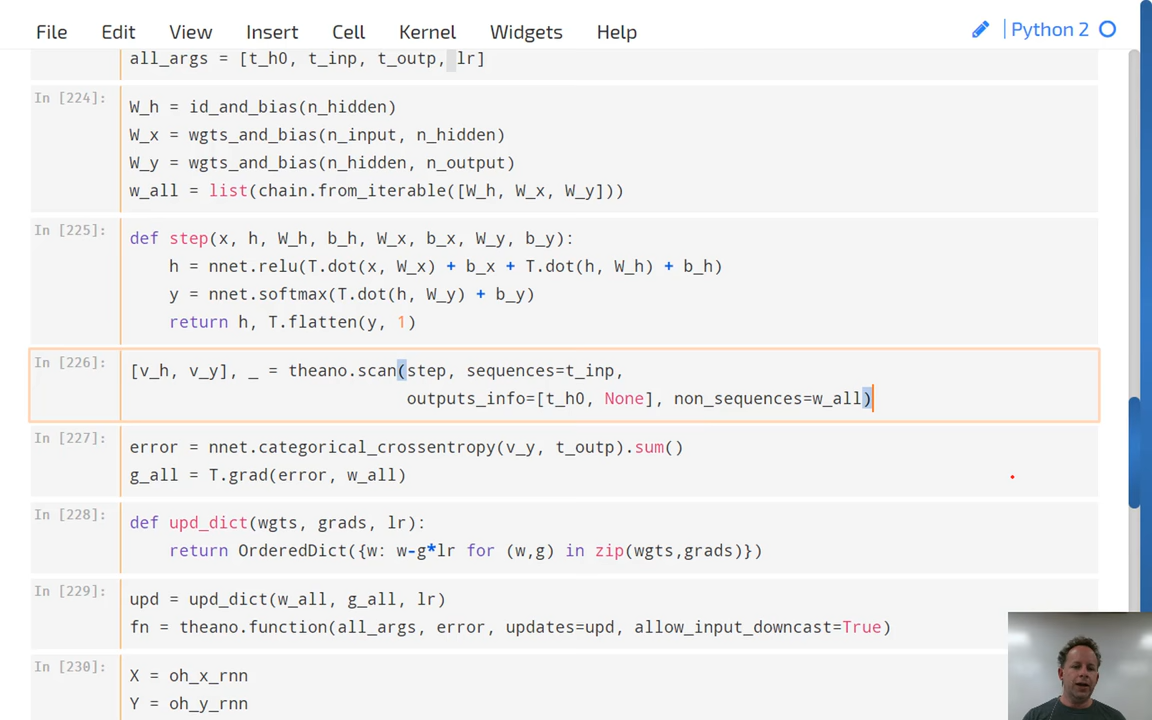 File Edit View Insert Cell Kernel Widgets Help Python 2
all_args = [t_h0, t_inp, t_outp, lr]
In [224]:
W_h = id_and_bias(n_hidden)
W_x = wgts_and_bias(n_input, n_hidden)
W_y = wgts_and_bias(n_hidden, n_output)
w_all = list(chain.from_iterable([W_h, W_x, W_y]))
In [225]:
def step(x, h, W_h, b_h, W_x, b_x, W_y, b_y):
    h = nnet.relu(T.dot(x, W_x) + b_x + T.dot(h, W_h) + b_h)
    y = nnet.softmax(T.dot(h, W_y) + b_y)
    return h, T.flatten(y, 1)
In [226]:
[v_h, v_y], _ = theano.scan(step, sequences=t_inp,
                            outputs_info=[t_h0, None], non_sequences=w_all)
In [227]:
error = nnet.categorical_crossentropy(v_y, t_outp).sum()
g_all = T.grad(error, w_all)
In [228]:
def upd_dict(wgts, grads, lr):
    return OrderedDict({w: w-g*lr for (w,g) in zip(wgts,grads)})
In [229]:
upd = upd_dict(w_all, g_all, lr)
fn = theano.function(all_args, error, updates=upd, allow_input_downcast=True)
In [230]:
X = oh_x_rnn
Y = oh_y_rnn